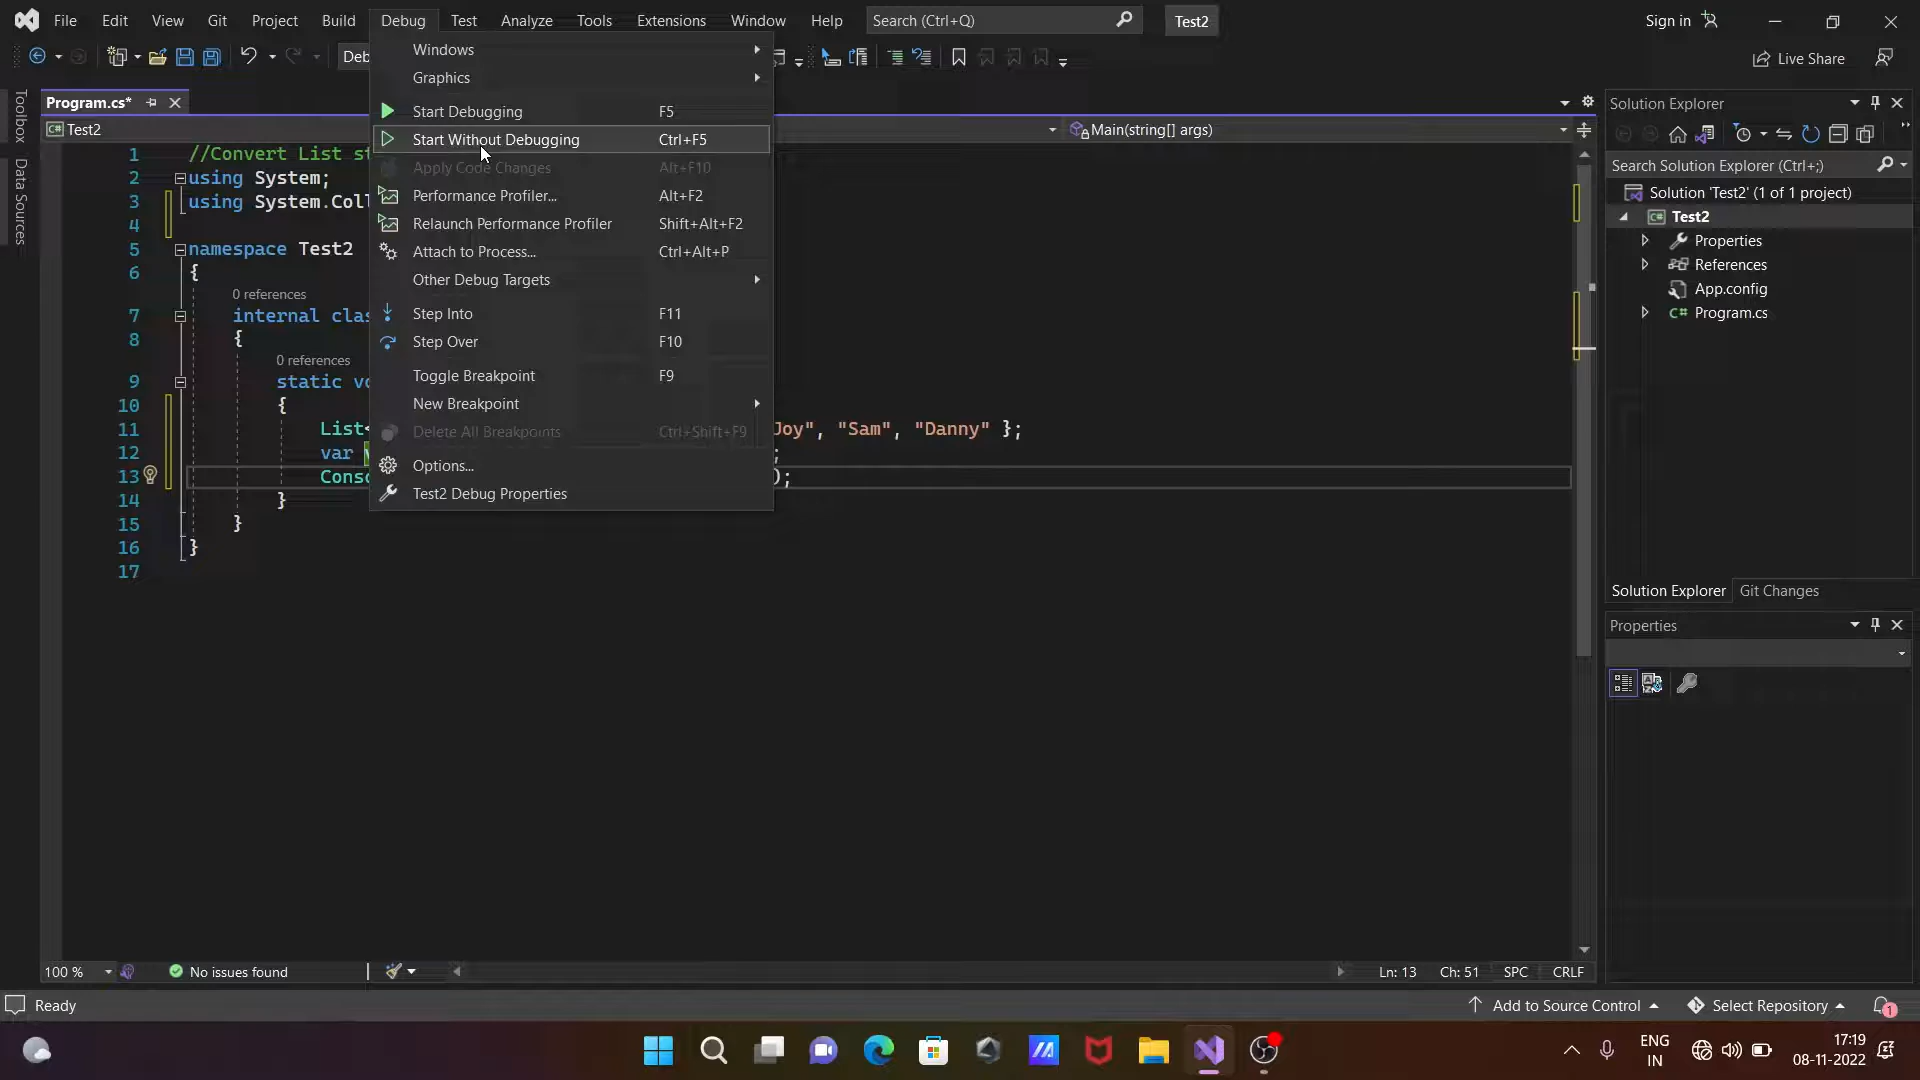 File Edit View Git Project Build Debug Test Analyze Tools Extensions Window Help Search (Ctrl+Q) Test2 Sign in
Deb
Live Share
Windows
Graphics
Start Debugging F5
Start Without Debugging Ctrl+F5
Apply Code Changes Alt+F10
Performance Profiler... Alt+F2
Relaunch Performance Profiler Shift+Alt+F2
Attach to Process... Ctrl+Alt+P
Other Debug Targets
Step Into F11
Step Over F10
Toggle Breakpoint F9
New Breakpoint
Delete All Breakpoints Ctrl+Shift+F9
Options...
Test2 Debug Properties
Toolbox
Data Sources
Program.cs*
C# Test2
Main(string[] args)
1 //Convert List st
2 using System;
3 using System.Coll
4
5 namespace Test2
6 {
0 references
7 internal clas
8 {
0 references
9 static vo
10 {
11 List< Joy", "Sam", "Danny" };
12 var ;
13 Conso );
14 }
15 }
16 }
17
100 % No issues found Ln: 13 Ch: 51 SPC CRLF
Solution Explorer
Search Solution Explorer (Ctrl+;)
Solution 'Test2' (1 of 1 project)
C# Test2
Properties
References
App.config
C# Program.cs
Solution Explorer Git Changes
Properties
Ready Add to Source Control Select Repository 1
ENG
IN
17:19
08-11-2022